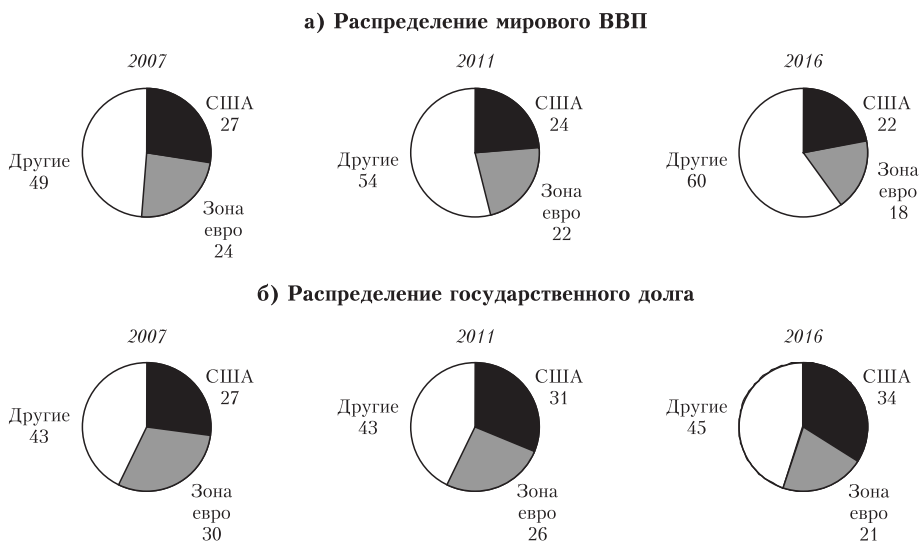 а) Распределение мирового ВВП
2007
США
27
Другие
49
Зона
евро
24
2011
США
24
Другие
54
Зона
евро
22
2016
США
22
Другие
60
Зона
евро
18
б) Распределение государственного долга
2007
США
27
Другие
43
Зона
евро
30
2011
США
31
Другие
43
Зона
евро
26
2016
США
34
Другие
45
Зона
евро
21